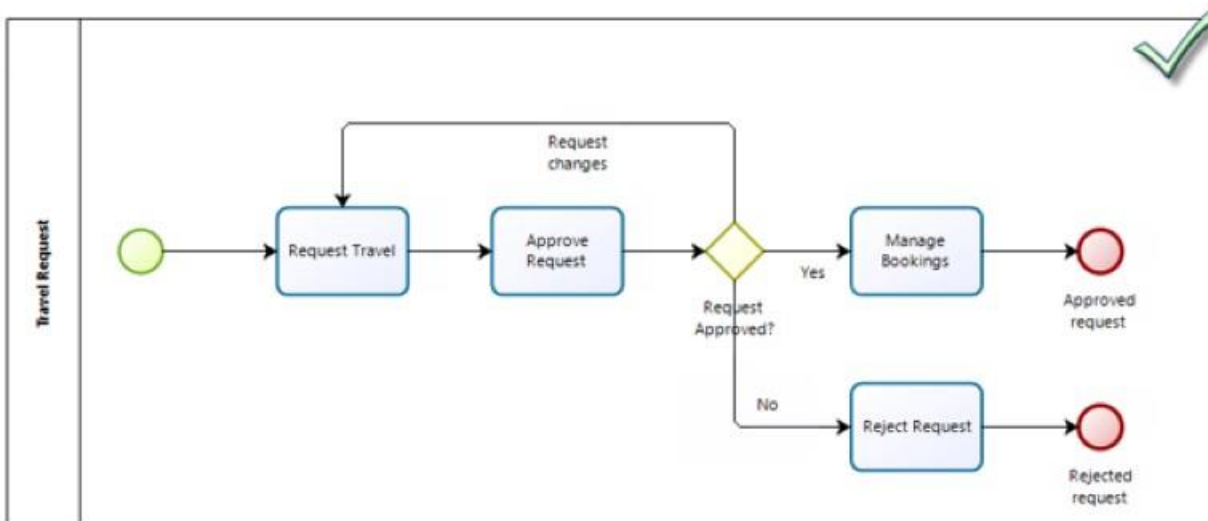 Travel Request
Request
changes
Request Travel
Approve
Request
Request
Approved?
Yes
Manage
Bookings
Approved
request
No
Reject Request
Rejected
request